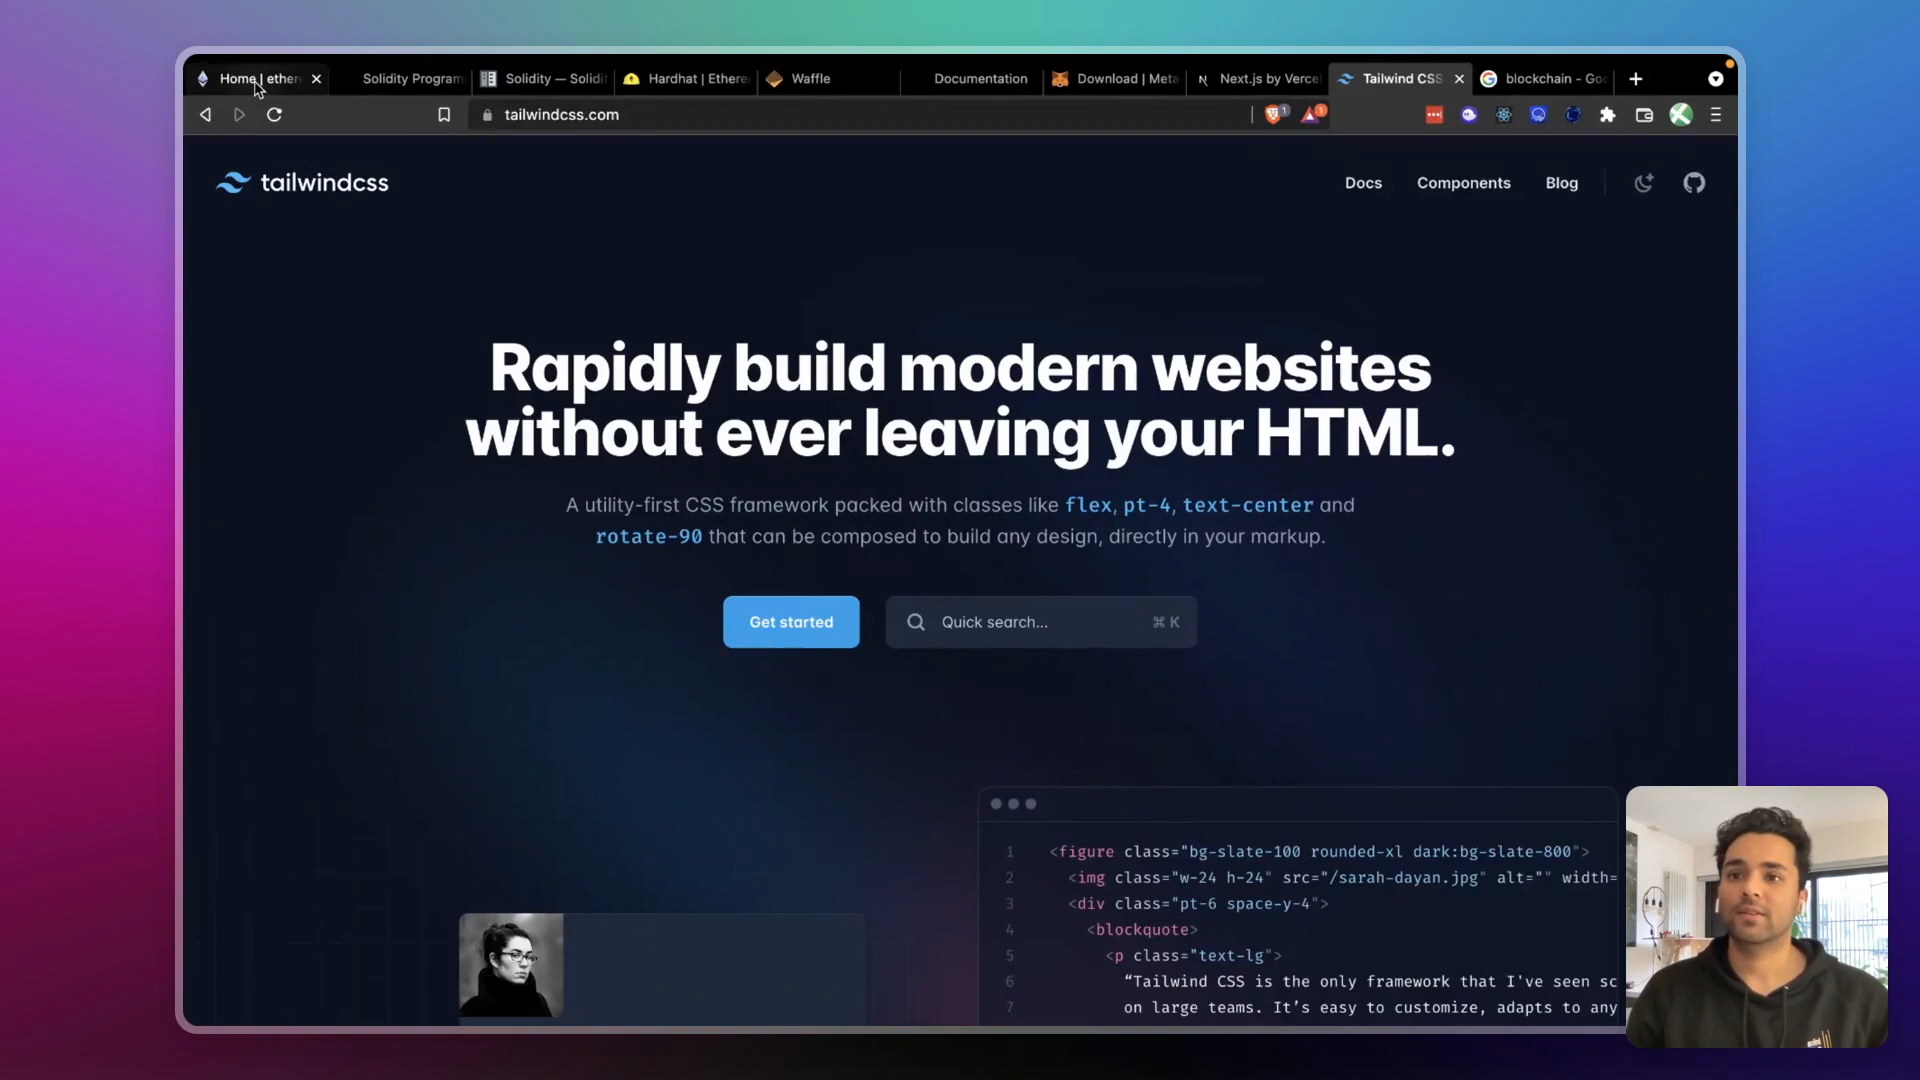 Home | ether
Solidity Program
Solidity — Solidi
Hardhat | Ethere
Waffle
Documentation
Download | Meta
Next.js by Vercel
Tailwind CSS
blockchain - Goo
tailwindcss.com
1
1
tailwindcss
Docs
Components
Blog
Rapidly build modern websites
without ever leaving your HTML.
A utility-first CSS framework packed with classes like flex, pt-4, text-center and
rotate-90 that can be composed to build any design, directly in your markup.
Get started
Quick search...
⌘ K
1 <figure class="bg-slate-100 rounded-xl dark:bg-slate-800">
2 <img class="w-24 h-24" src="/sarah-dayan.jpg" alt="" width=
3 <div class="pt-6 space-y-4">
4 <blockquote>
5 <p class="text-lg">
6 “Tailwind CSS is the only framework that I've seen sc
7 on large teams. It’s easy to customize, adapts to any